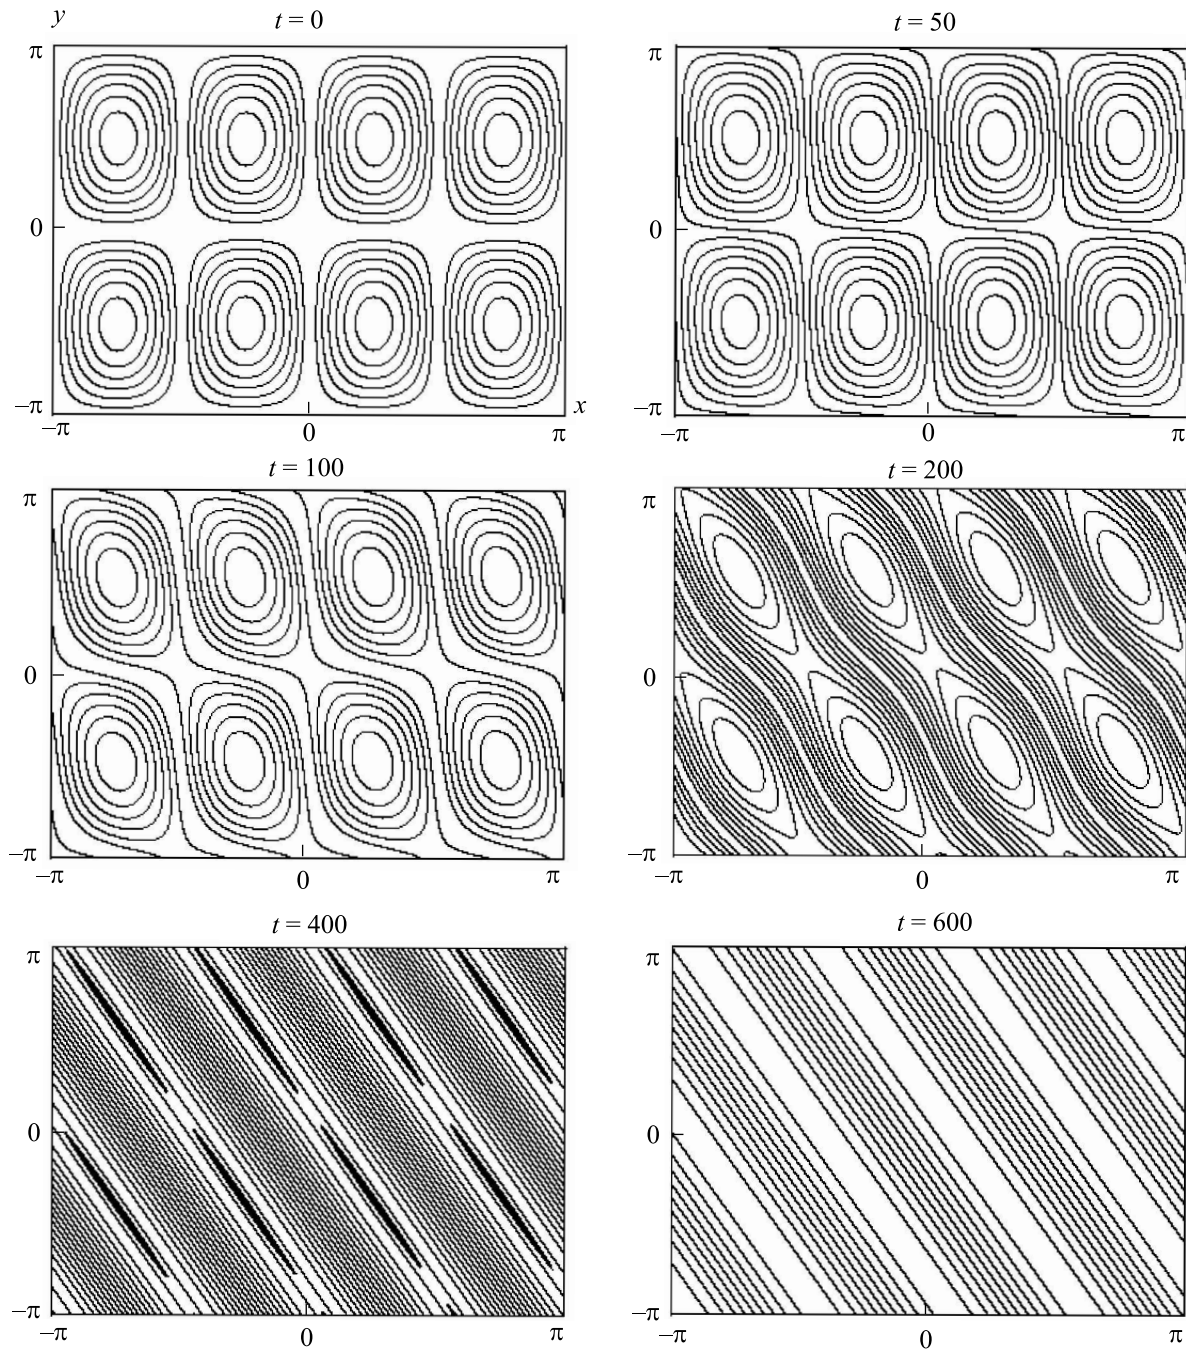 y
t = 0
t = 50
π
π
0
0
–π
x
–π
–π
0
π
–π
0
π
t = 100
t = 200
π
π
0
0
–π
–π
–π
0
π
–π
0
π
t = 400
t = 600
π
π
0
0
–π
–π
–π
0
π
–π
0
π